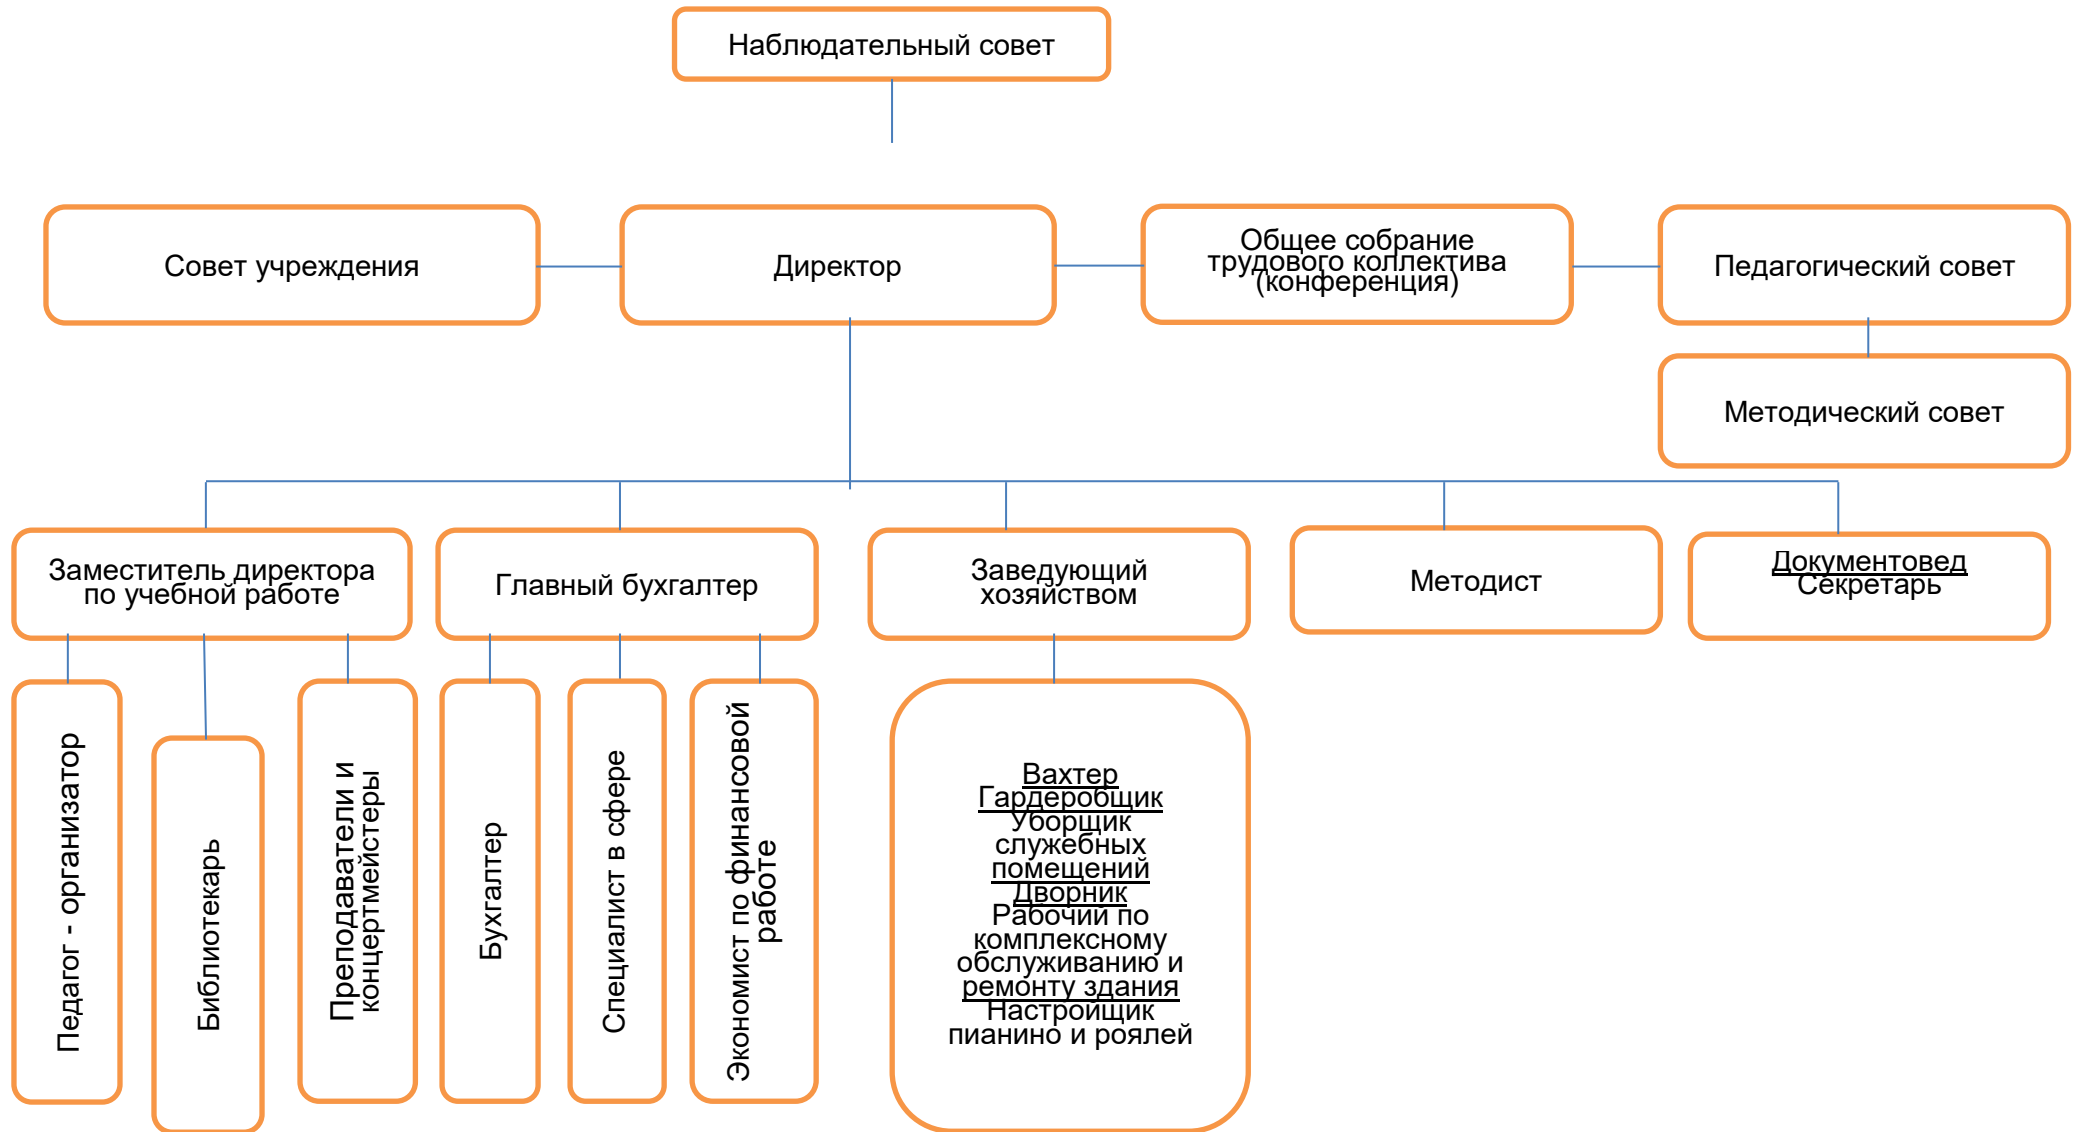 Наблюдательный совет
Совет учреждения
Директор
Общее собрание
трудового коллектива
(конференция)
Педагогический совет
Методический совет
Заместитель директора
по учебной работе
Главный бухгалтер
Заведующий
хозяйством
Методист
Документовед
Секретарь
Педагог - организатор
Библиотекарь
Преподаватели и
концертмейстеры
Бухгалтер
Специалист в сфере
Экономист по финансовой
работе
Вахтер
Гардеробщик
Уборщик
служебных
помещений
Дворник
Рабочий по
комплексному
обслуживанию и
ремонту здания
Настройщик
пианино и роялей